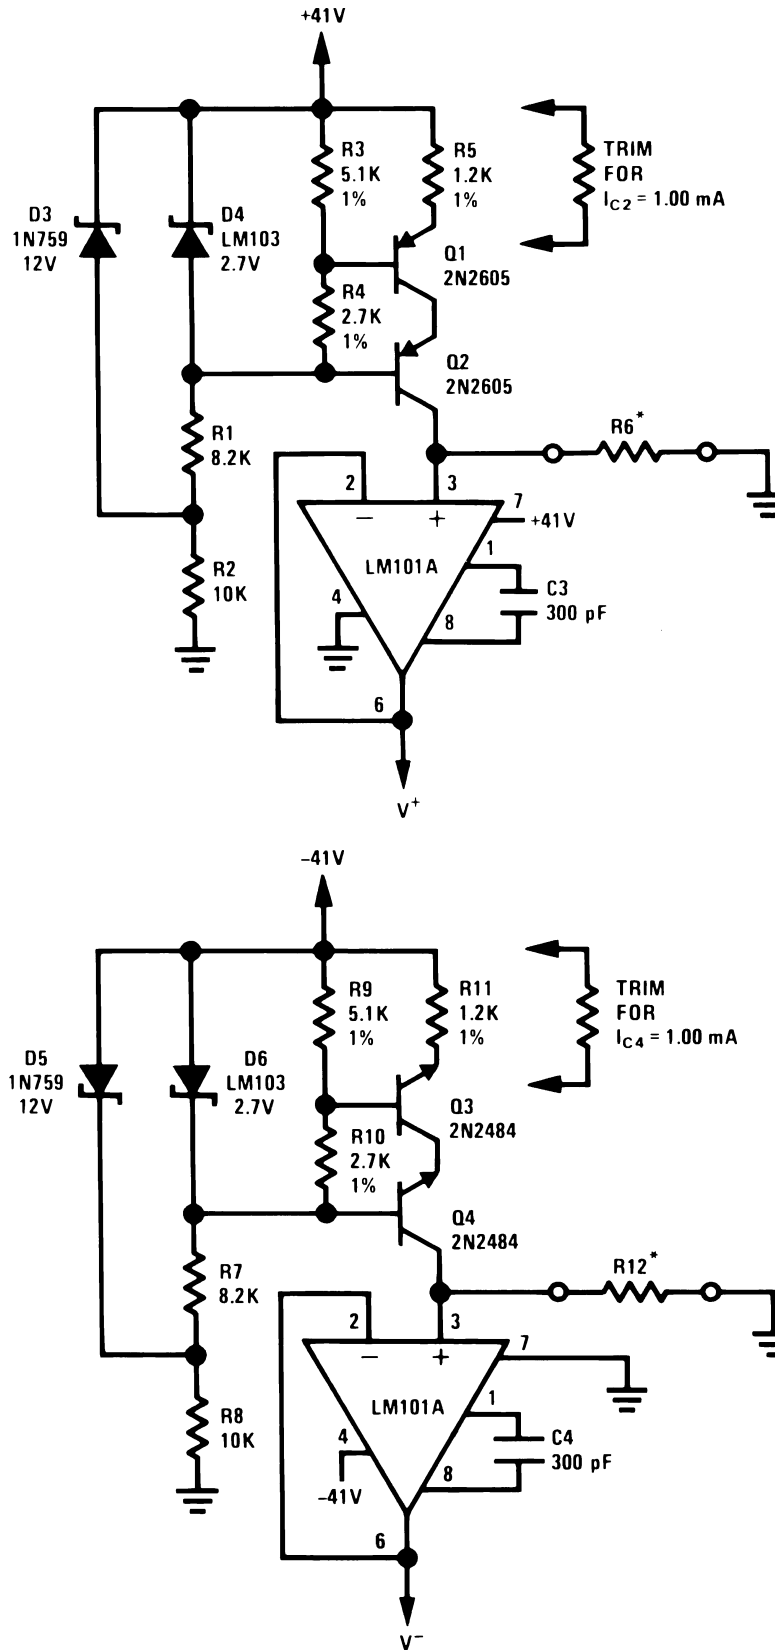 +41V
R3
5.1K
1%
R5
1.2K
1%
TRIM
FOR
IC2 = 1.00 mA
D3
1N759
12V
D4
LM103
2.7V
Q1
2N2605
R4
2.7K
1%
Q2
2N2605
R1
8.2K
R6*
2
3
7
+41V
−
+
LM101A
1
R2
10K
4
C3
300 pF
8
6
V+
−41V
R9
5.1K
1%
R11
1.2K
1%
TRIM
FOR
IC4 = 1.00 mA
D5
1N759
12V
D6
LM103
2.7V
Q3
2N2484
R10
2.7K
1%
Q4
2N2484
R7
8.2K
R12*
2
3
7
−
+
LM101A
1
R8
10K
4
C4
300 pF
8
−41V
6
V−